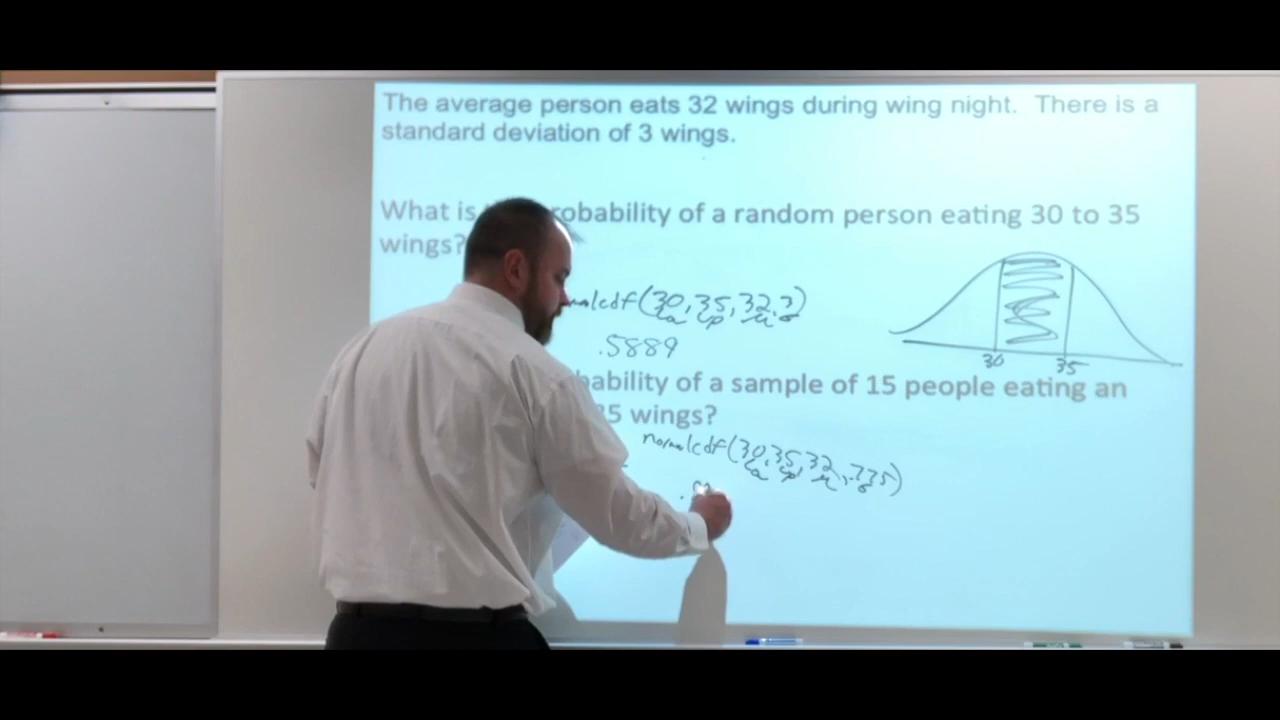 The average person eats 32 wings during wing night. There is a
standard deviation of 3 wings.
What is robability of a random person eating 30 to 35
wings?
malcdf(30,35,32,3)
.5889
30 35
bability of a sample of 15 people eating an
35 wings?
normalcdf(30,35,32,.775)